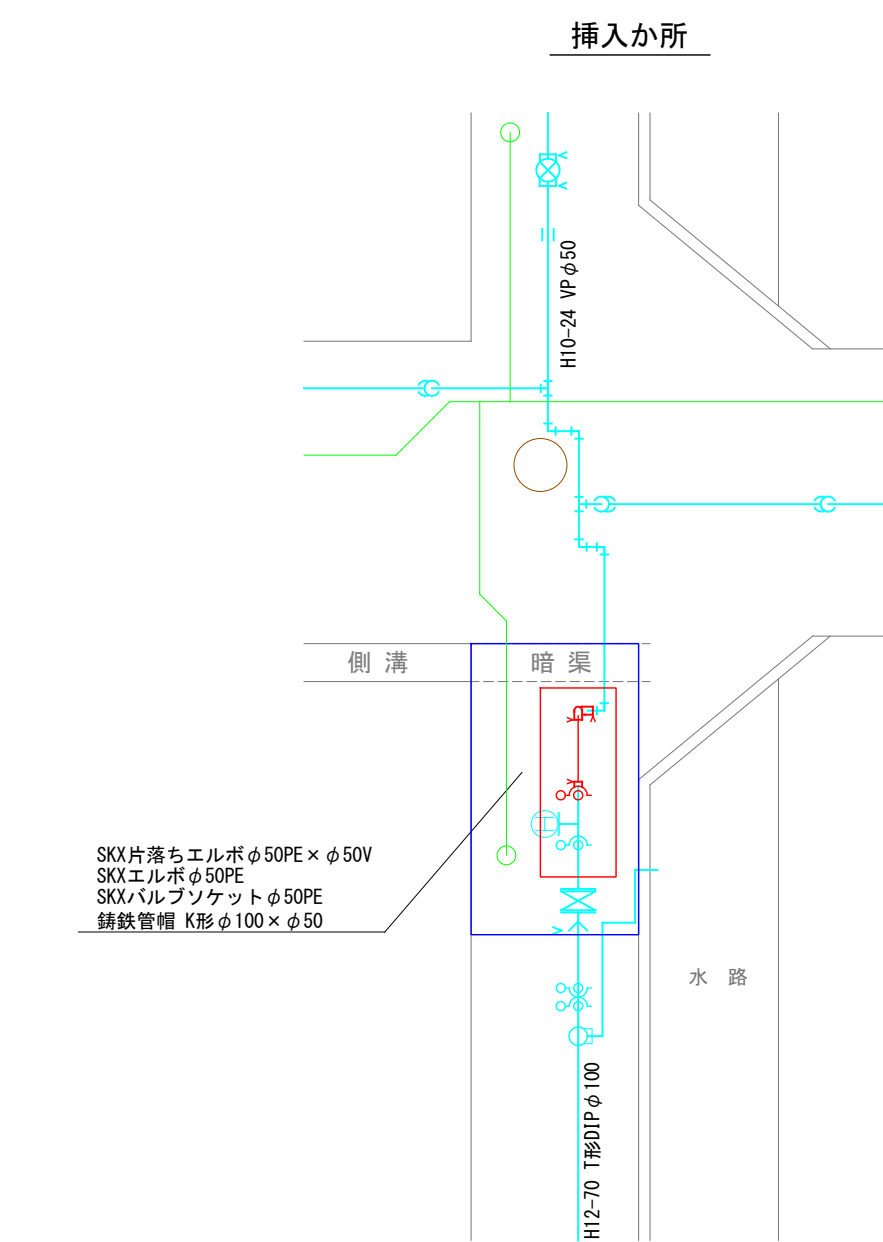 挿入か所
H10-24 VPφ50
側溝
暗渠
SKX片落ちエルボφ50PE×φ50V
SKXエルボφ50PE
SKXバルブソケットφ50PE
鋳鉄管帽 K形φ100×φ50
水路
H12-70 T形DIPφ100
H